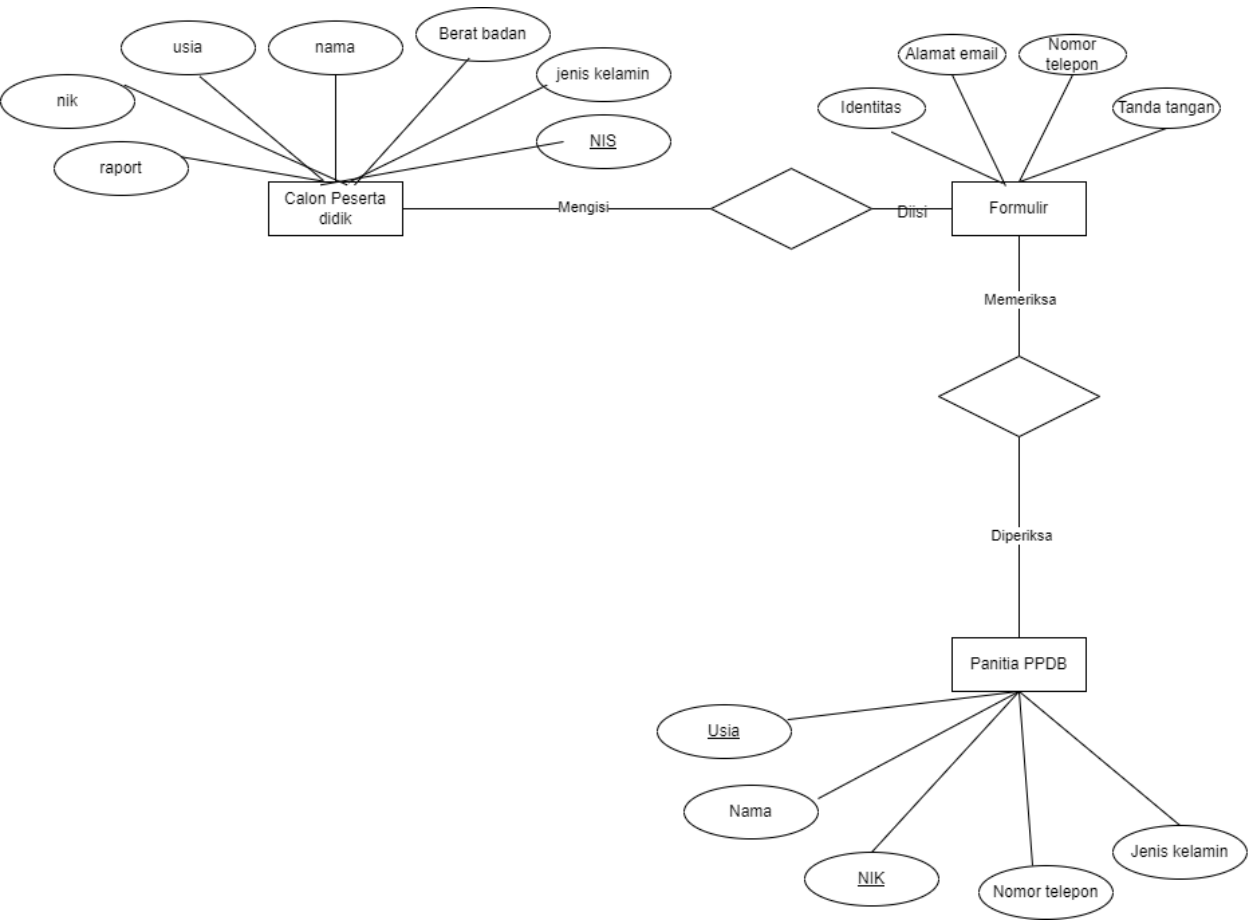 Berat badan
usia
nama
jenis kelamin
nik
NIS
raport
Calon Peserta
didik
Mengisi
Diisi
Alamat email
Nomor
telepon
Identitas
Tanda tangan
Formulir
Memeriksa
Diperiksa
Panitia PPDB
Usia
Nama
NIK
Nomor telepon
Jenis kelamin